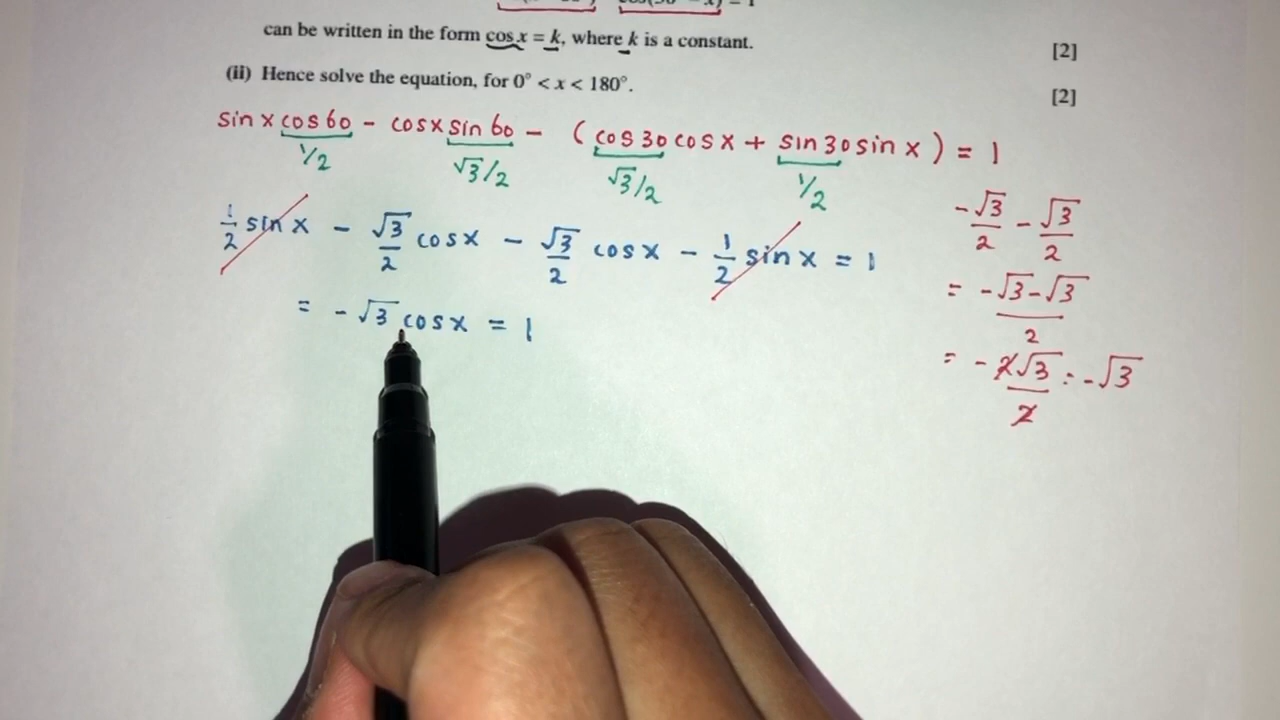 can be written in the form cos x = k, where k is a constant. [2]
(ii) Hence solve the equation, for 0° < x < 180°. [2]
sin x cos 60 - cos x sin 60 - ( cos 30 cos x + sin 30 sin x ) = 1
1/2 √3/2 √3/2 1/2
1/2 sin x - √3/2 cos x - √3/2 cos x - 1/2 sin x = 1
= -√3 cos x = 1
-√3/2 - √3/2
= -√3-√3/2
= -2√3/2 = -√3